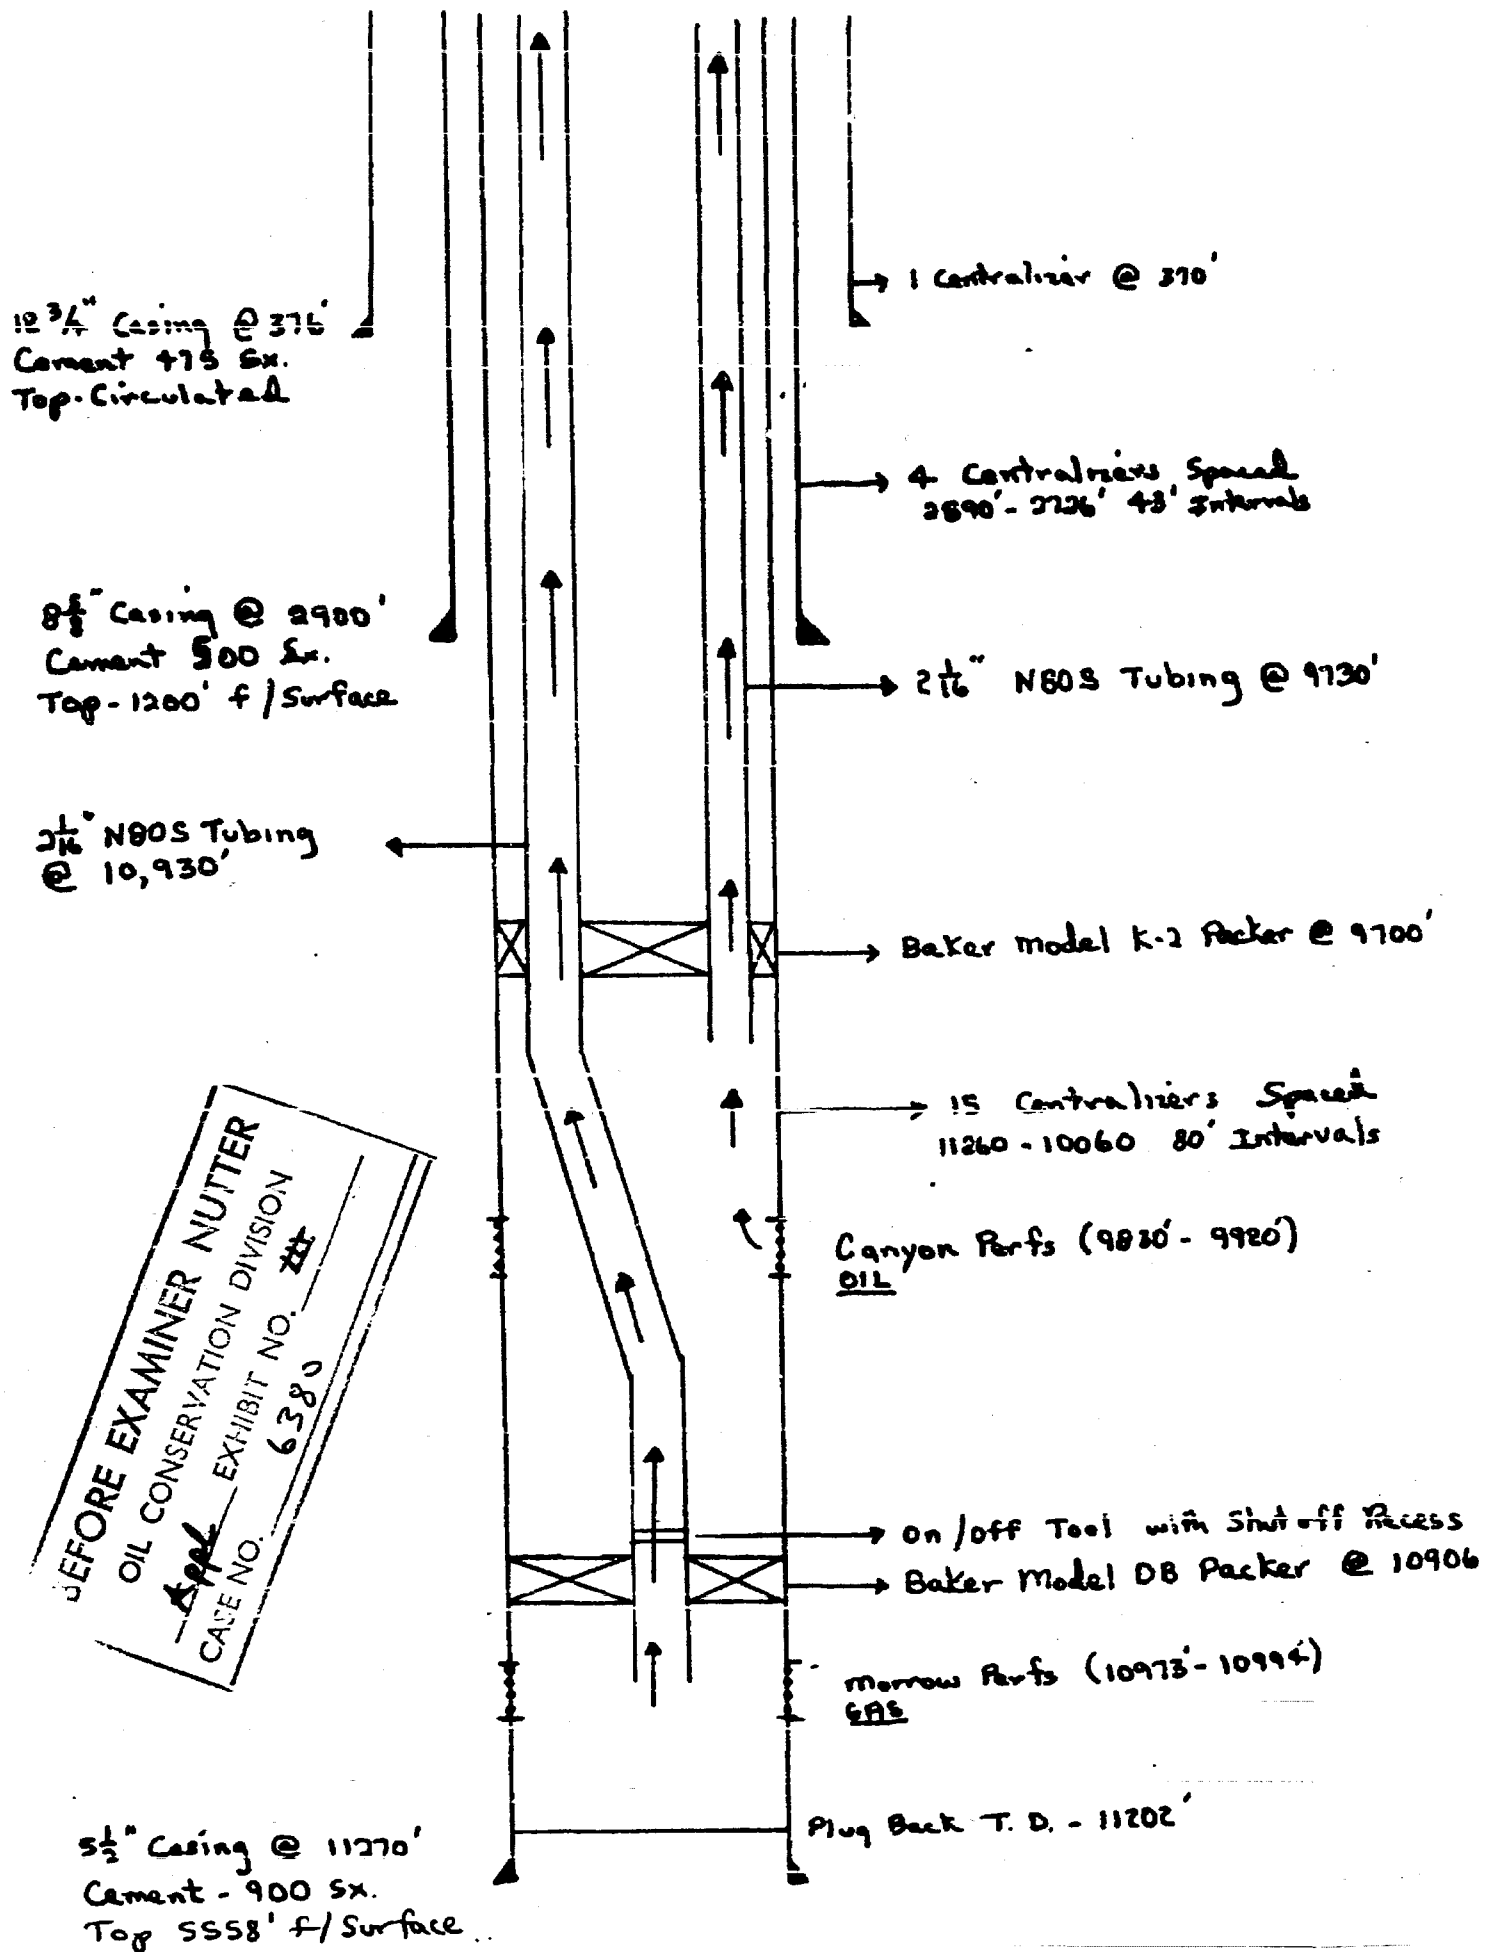 1 Centralizer @ 370'
12 3/4" Casing @ 376'
Cement 475 Sx.
Top-Circulated
4 Centralizers Spaced
2890'- 2726' 43' Intervals
8 5/8" Casing @ 2900'
Cement 500 Sx.
Top-1200' f/Surface
2 1/16" N80S Tubing @ 9730'
2 1/16" N80S Tubing
@ 10,930'
Baker Model K-2 Packer @ 9700'
15 Centralizers Spaced
11260-10060 80' Intervals
Canyon Perfs (9830'- 9920')
OIL
BEFORE EXAMINER NUTTER
OIL CONSERVATION DIVISION
Appl EXHIBIT NO. III
CASE NO. 6380
On/off Tool with Shut off Recess
Baker Model DB Packer @ 10906
Morrow Perfs (10973'-10994')
GAS
Plug Back T.D. - 11202'
5 1/2" Casing @ 11270'
Cement - 900 Sx.
Top 5558' f/Surface